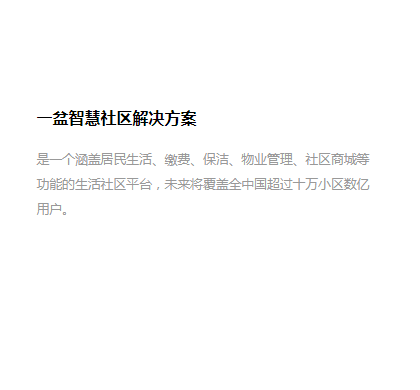 一盆智慧社区解决方案
是一个涵盖居民生活、缴费、保洁、物业管理、社区商城等
功能的生活社区平台，未来将覆盖全中国超过十万小区数亿
用户。